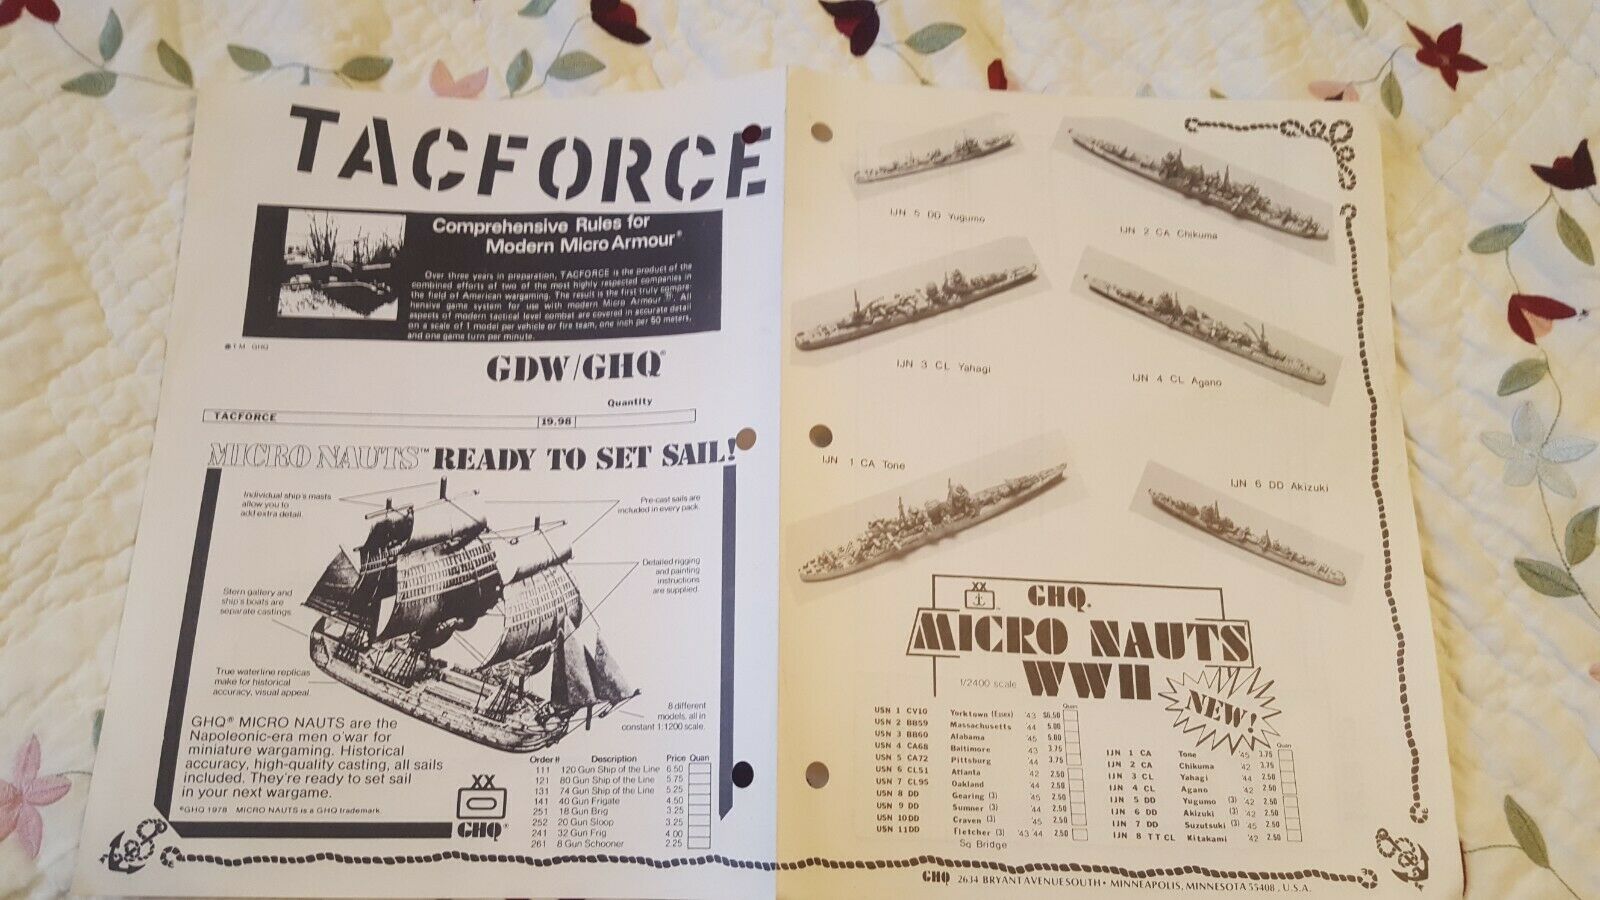 TACFORCE
Comprehensive Rules for
Modern Micro Armour®
Over three years in preparation, TACFORCE is the product of the
combined efforts of two of the most highly respected companies in
the field of American wargaming. The result is the first truly compre-
hensive game system for use with modern Micro Armour ®. All
aspects of modern tactical level combat are covered in accurate detail
on a scale of 1 model per vehicle or fire team, one inch per 50 meters,
and one game turn per minute.
® T.M. GHQ
GDW/GHQ®
Quantity
TACFORCE 19.98
MICRO NAUTS™ READY TO SET SAIL!
Individual ship's masts
allow you to
add extra detail.
Pre-cast sails are
included in every pack.
Detailed rigging
and painting
instructions
are supplied.
Stern gallery and
ship's boats are
separate castings.
True waterline replicas
make for historical
accuracy, visual appeal.
8 different
models, all in
constant 1:1200 scale.
GHQ® MICRO NAUTS are the
Napoleonic-era men o'war for
miniature wargaming. Historical
accuracy, high-quality casting, all sails
included. They're ready to set sail
in your next wargame.
©GHQ 1978 MICRO NAUTS is a GHQ trademark.
XX
GHQ®
Order # Description Price Quan
111 120 Gun Ship of the Line 6.50
121 80 Gun Ship of the Line 5.75
131 74 Gun Ship of the Line 5.25
141 40 Gun Frigate 4.50
251 18 Gun Brig 3.25
252 20 Gun Sloop 3.25
241 32 Gun Frig 4.00
261 8 Gun Schooner 2.25
IJN 5 DD Yugumo
IJN 2 CA Chikuma
IJN 3 CL Yahagi
IJN 4 CL Agano
IJN 1 CA Tone
IJN 6 DD Akizuki
XX
GHQ®
MICRO NAUTS
1/2400 scale WWII
NEW!
Quan
USN 1 CV10 Yorktown (Essex) '43 $6.50
USN 2 BB59 Massachusetts '44 5.00
USN 3 BB60 Alabama '45 5.00
USN 4 CA68 Baltimore '43 3.75
USN 5 CA72 Pittsburg '44 3.75
USN 6 CL51 Atlanta '42 2.50
USN 7 CL95 Oakland '44 2.50
USN 8 DD Gearing (3) '45 2.50
USN 9 DD Sumner (3) '44 2.50
USN 10DD Craven (3) '45 2.50
USN 11DD Fletcher (3) '43 '44 2.50
Sq Bridge
Quan
IJN 1 CA Tone '45 3.75
IJN 2 CA Chikuma '42 3.75
IJN 3 CL Yahagi '44 2.50
IJN 4 CL Agano '42 2.50
IJN 5 DD Yugumo (3) '42 2.50
IJN 6 DD Akizuki (3) '42 2.50
IJN 7 DD Suzutsuki (3) '45 2.50
IJN 8 TT CL Kitakami '42 2.50
GHQ 2634 BRYANT AVENUE SOUTH • MINNEAPOLIS, MINNESOTA 55408, U.S.A.